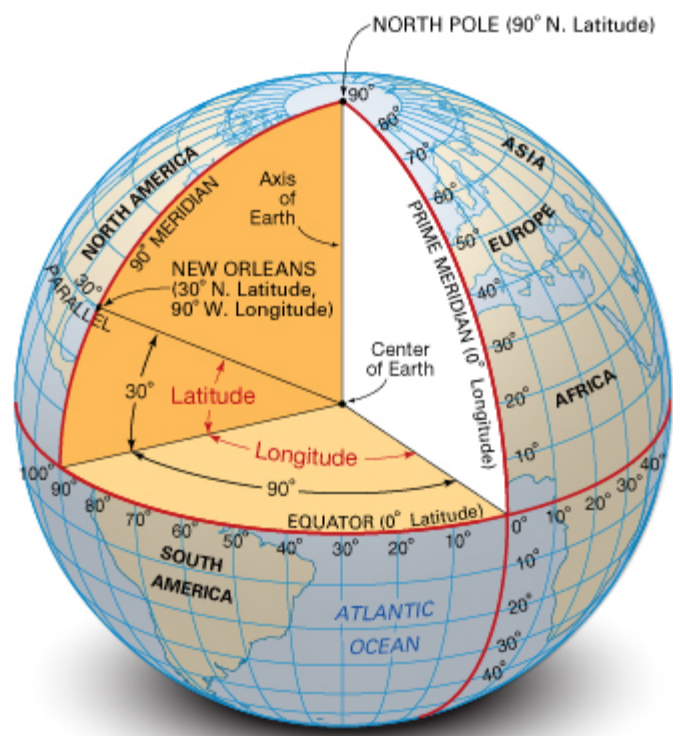 NORTH POLE (90° N. Latitude)
90°
80°
70°
60°
50°
40°
30°
20°
10°
ASIA
EUROPE
AFRICA
NORTH AMERICA
90° MERIDIAN
Axis
of
Earth
PRIME MERIDIAN (0° Longitude)
30°
PARALLEL
NEW ORLEANS
(30° N. Latitude,
90° W. Longitude)
Center
of Earth
30°
Latitude
Longitude
90°
EQUATOR (0° Latitude)
100°
90°
80°
70°
60°
50°
40°
30°
20°
10°
0°
10°
20°
30°
40°
10°
20°
30°
40°
SOUTH
AMERICA
ATLANTIC
OCEAN